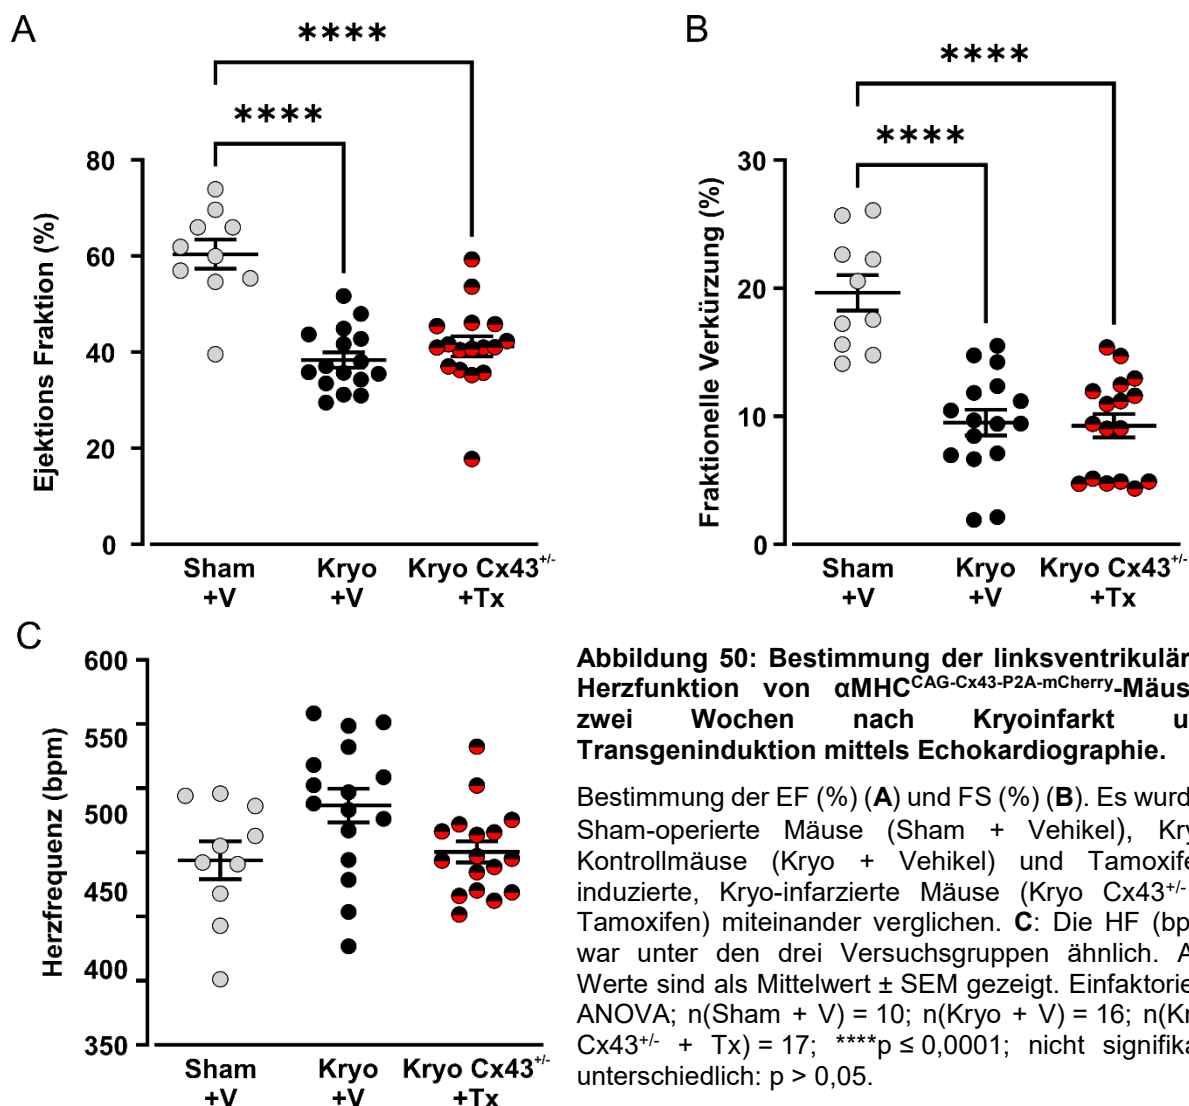 A
****
****
80
60
40
20
0
Ejektions Fraktion (%)
Sham Kryo Kryo Cx43+/-
+V +V +Tx
B
****
****
30
20
10
0
Fraktionelle Verkürzung (%)
Sham Kryo Kryo Cx43+/-
+V +V +Tx
C
600
550
500
450
400
350
Herzfrequenz (bpm)
Sham Kryo Kryo Cx43+/-
+V +V +Tx
Abbildung 50: Bestimmung der linksventrikulär
Herzfunktion von αMHCCAG-Cx43-P2A-mCherry-Mäus
zwei Wochen nach Kryoinfarkt u
Transgeninduktion mittels Echokardiographie.
Bestimmung der EF (%) (A) und FS (%) (B). Es wurd
Sham-operierte Mäuse (Sham + Vehikel), Kry
Kontrollmäuse (Kryo + Vehikel) und Tamoxife
induzierte, Kryo-infarzierte Mäuse (Kryo Cx43+/-
Tamoxifen) miteinander verglichen. C: Die HF (bp
war unter den drei Versuchsgruppen ähnlich. A
Werte sind als Mittelwert ± SEM gezeigt. Einfaktorie
ANOVA; n(Sham + V) = 10; n(Kryo + V) = 16; n(Kr
Cx43+/- + Tx) = 17; ****p ≤ 0,0001; nicht signifika
unterschiedlich: p > 0,05.